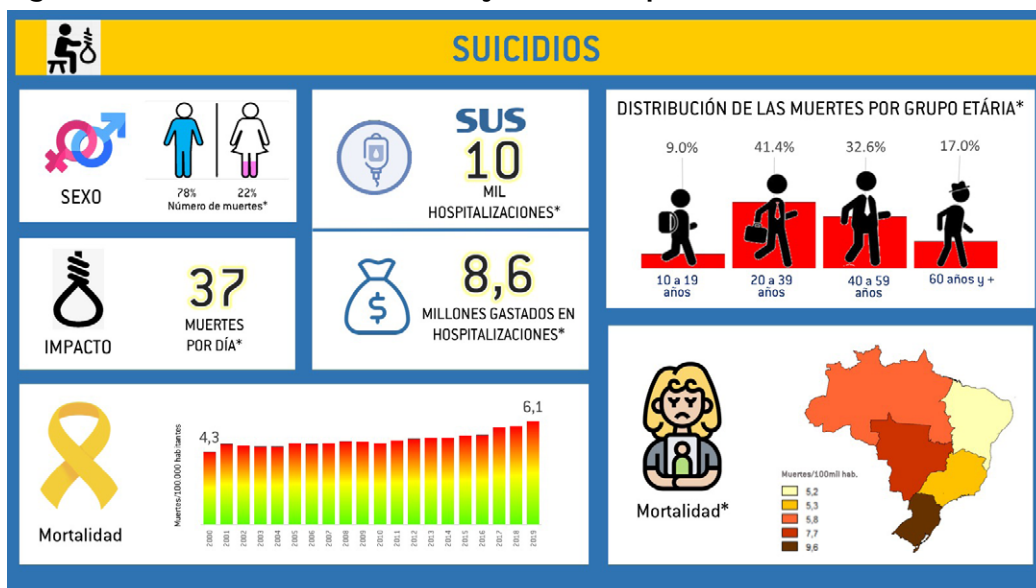 SUICIDIOS
SEXO
78%
22%
Número de muertes*
SUS
10
MIL
HOSPITALIZACIONES*
DISTRIBUCIÓN DE LAS MUERTES POR GRUPO ETÁRIA*
9.0%
41.4%
32.6%
17.0%
10 a 19
años
20 a 39
años
40 a 59
años
60 años y +
IMPACTO
37
MUERTES
POR DÍA*
8,6
MILLONES GASTADOS EN
HOSPITALIZACIONES*
Mortalidad
Muertes/100.000 habitantes
4,3
6,1
2000
2001
2002
2003
2004
2005
2006
2007
2008
2009
2010
2011
2012
2013
2014
2015
2016
2017
2018
2019
Mortalidad*
Muertes/100mil hab.
5,2
5,3
5,8
7,7
9,6